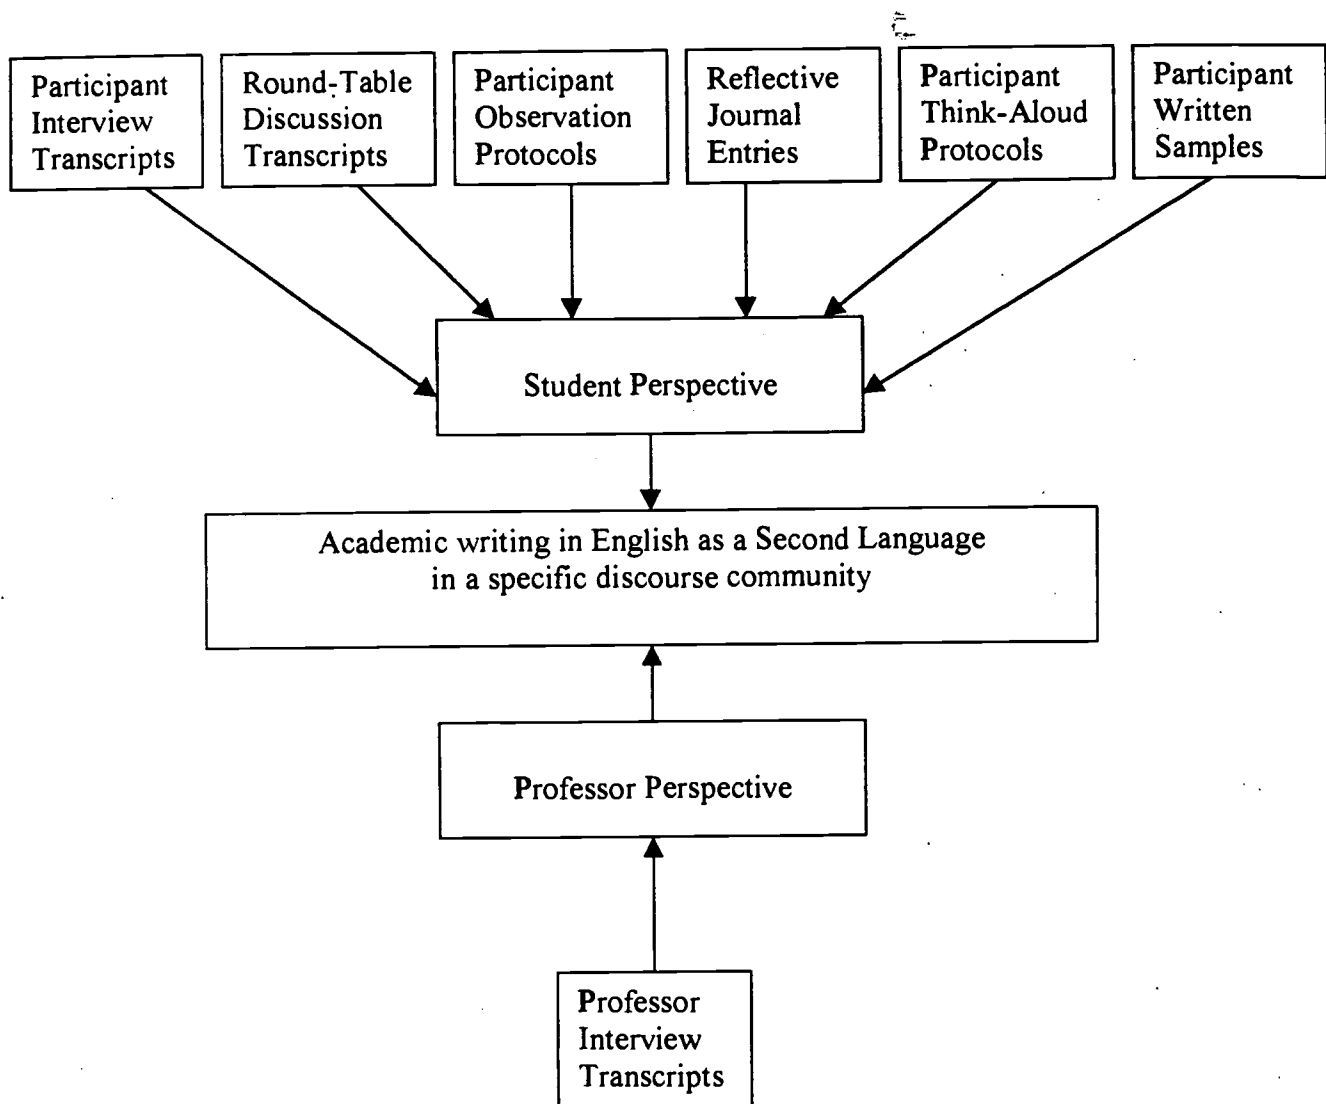 Participant
Interview
Transcripts
Round-Table
Discussion
Transcripts
Participant
Observation
Protocols
Reflective
Journal
Entries
Participant
Think-Aloud
Protocols
Participant
Written
Samples
Student Perspective
Academic writing in English as a Second Language
in a specific discourse community
Professor Perspective
Professor
Interview
Transcripts